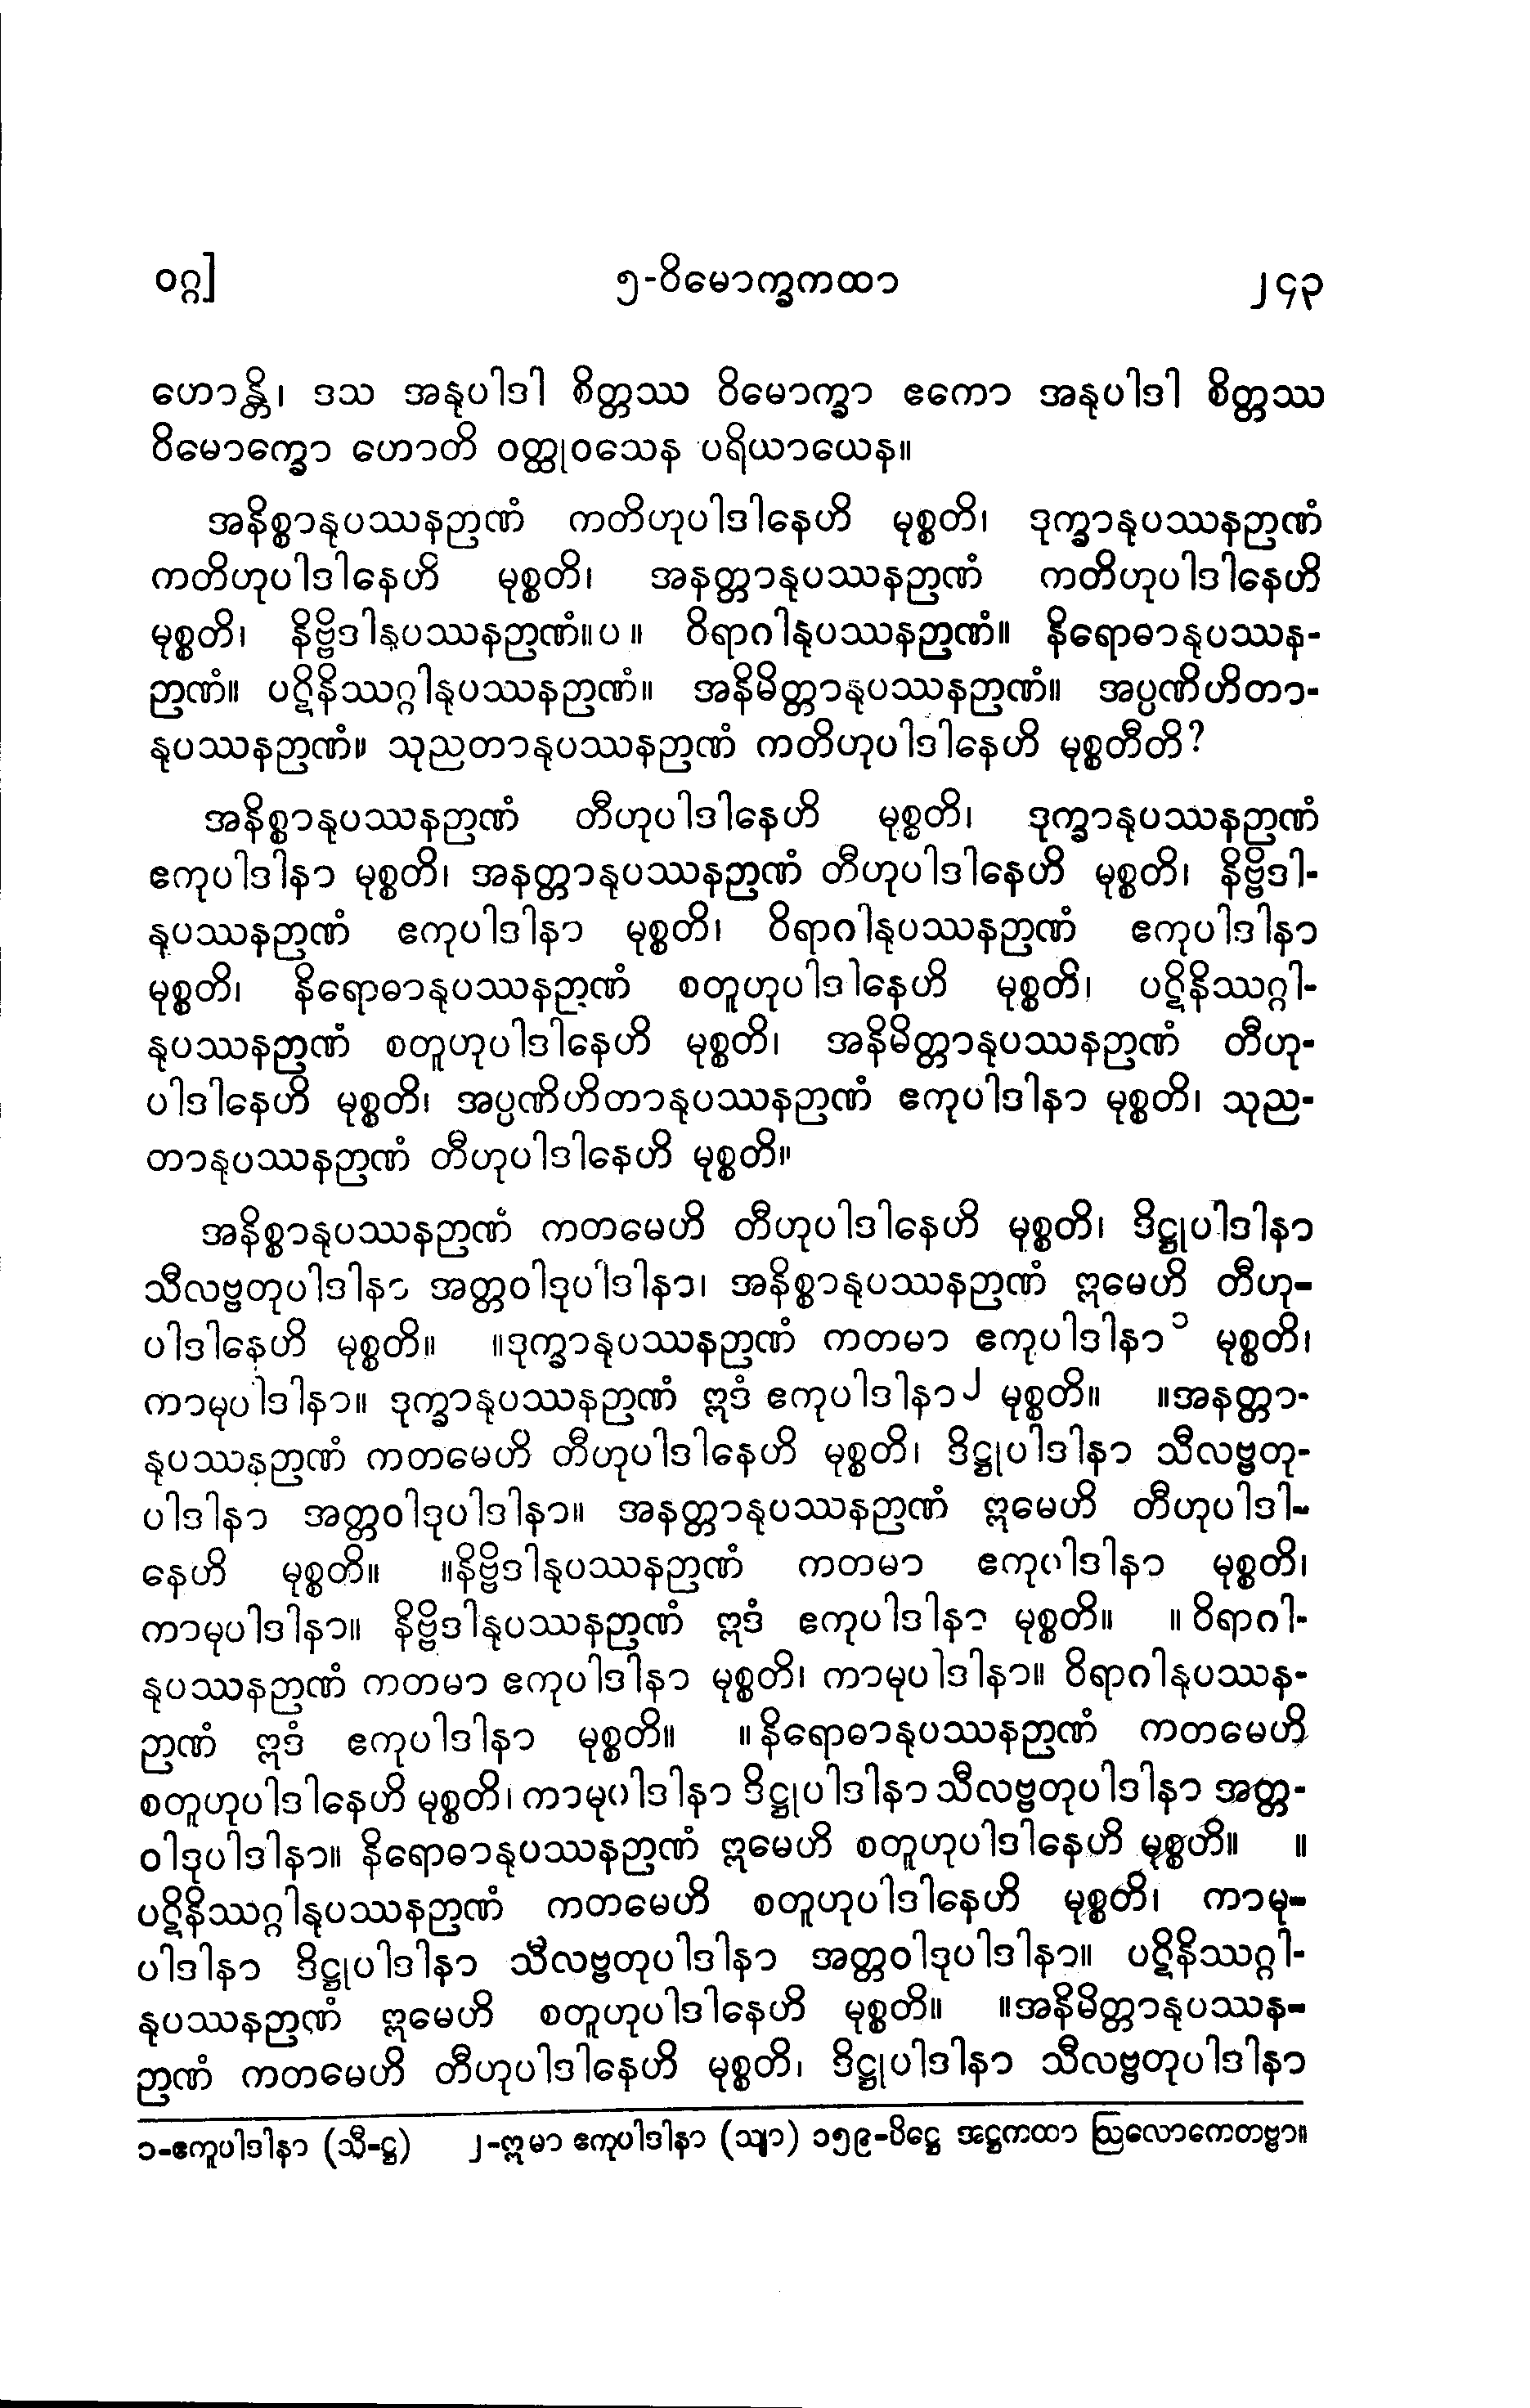 ဝဂ္ဂ]
၅-ဝိမောက္ခကထာ
၂၄၃
ဟောန္တိ၊ ဒသ အနုပါဒါ စိတ္တဿ ဝိမောက္ခာ ဧကော အနုပါဒါ စိတ္တဿ
ဝိမောက္ခော ဟောတိ ဝတ္ထုဝသေန ပရိယာယေန။
အနိစ္စာနုပဿနဉာဏံ ကတိဟုပါဒါနေဟိ မုစ္စတိ၊ ဒုက္ခာနုပဿနဉာဏံ
ကတိဟုပါဒါနေဟိ မုစ္စတိ၊ အနတ္တာနုပဿနဉာဏံ ကတိဟုပါဒါနေဟိ
မုစ္စတိ၊ နိဗ္ဗိဒါနုပဿနဉာဏံ။ပ။ ဝိရာဂါနုပဿနဉာဏံ။ နိရောဓာနုပဿန-
ဉာဏံ။ ပဋိနိဿဂ္ဂါနုပဿနဉာဏံ။ အနိမိတ္တာနုပဿနဉာဏံ။ အပ္ပဏိဟိတာ-
နုပဿနဉာဏံ။ သုညတာနုပဿနဉာဏံ ကတိဟုပါဒါနေဟိ မုစ္စတီတိ?
အနိစ္စာနုပဿနဉာဏံ တီဟုပါဒါနေဟိ မုစ္စတိ၊ ဒုက္ခာနုပဿနဉာဏံ
ဧကုပါဒါနာ မုစ္စတိ၊ အနတ္တာနုပဿနဉာဏံ တီဟုပါဒါနေဟိ မုစ္စတိ၊ နိဗ္ဗိဒါ-
နုပဿနဉာဏံ ဧကုပါဒါနာ မုစ္စတိ၊ ဝိရာဂါနုပဿနဉာဏံ ဧကုပါဒါနာ
မုစ္စတိ၊ နိရောဓာနုပဿနဉာဏံ စတူဟုပါဒါနေဟိ မုစ္စတိ၊ ပဋိနိဿဂ္ဂါ-
နုပဿနဉာဏံ စတူဟုပါဒါနေဟိ မုစ္စတိ၊ အနိမိတ္တာနုပဿနဉာဏံ တီဟု-
ပါဒါနေဟိ မုစ္စတိ၊ အပ္ပဏိဟိတာနုပဿနဉာဏံ ဧကုပါဒါနာ မုစ္စတိ၊ သုည-
တာနုပဿနဉာဏံ တီဟုပါဒါနေဟိ မုစ္စတိ။
အနိစ္စာနုပဿနဉာဏံ ကတမေဟိ တီဟုပါဒါနေဟိ မုစ္စတိ၊ ဒိဋ္ဌုပါဒါနာ
သီလဗ္ဗတုပါဒါနာ အတ္တဝါဒုပါဒါနာ၊ အနိစ္စာနုပဿနဉာဏံ ဣမေဟိ တီဟု-
ပါဒါနေဟိ မုစ္စတိ။ ။ဒုက္ခာနုပဿနဉာဏံ ကတမာ ဧကုပါဒါနာ၁ မုစ္စတိ၊
ကာမုပါဒါနာ။ ဒုက္ခာနုပဿနဉာဏံ ဣဒံ ဧကုပါဒါနာ၂ မုစ္စတိ။ ။အနတ္တာ-
နုပဿနဉာဏံ ကတမေဟိ တီဟုပါဒါနေဟိ မုစ္စတိ၊ ဒိဋ္ဌုပါဒါနာ သီလဗ္ဗတု-
ပါဒါနာ အတ္တဝါဒုပါဒါနာ။ အနတ္တာနုပဿနဉာဏံ ဣမေဟိ တီဟုပါဒါ-
နေဟိ မုစ္စတိ။ ။နိဗ္ဗိဒါနုပဿနဉာဏံ ကတမာ ဧကုပါဒါနာ မုစ္စတိ၊
ကာမုပါဒါနာ။ နိဗ္ဗိဒါနုပဿနဉာဏံ ဣဒံ ဧကုပါဒါနာ မုစ္စတိ။ ။ဝိရာဂါ-
နုပဿနဉာဏံ ကတမာ ဧကုပါဒါနာ မုစ္စတိ၊ ကာမုပါဒါနာ။ ဝိရာဂါနုပဿန-
ဉာဏံ ဣဒံ ဧကုပါဒါနာ မုစ္စတိ။ ။နိရောဓာနုပဿနဉာဏံ ကတမေဟိ
စတူဟုပါဒါနေဟိ မုစ္စတိ၊ ကာမုပါဒါနာ ဒိဋ္ဌုပါဒါနာ သီလဗ္ဗတုပါဒါနာ အတ္တ-
ဝါဒုပါဒါနာ။ နိရောဓာနုပဿနဉာဏံ ဣမေဟိ စတူဟုပါဒါနေဟိ မုစ္စတိ။ ။
ပဋိနိဿဂ္ဂါနုပဿနဉာဏံ ကတမေဟိ စတူဟုပါဒါနေဟိ မုစ္စတိ၊ ကာမု-
ပါဒါနာ ဒိဋ္ဌုပါဒါနာ သီလဗ္ဗတုပါဒါနာ အတ္တဝါဒုပါဒါနာ။ ပဋိနိဿဂ္ဂါ-
နုပဿနဉာဏံ ဣမေဟိ စတူဟုပါဒါနေဟိ မုစ္စတိ။ ။အနိမိတ္တာနုပဿန-
ဉာဏံ ကတမေဟိ တီဟုပါဒါနေဟိ မုစ္စတိ၊ ဒိဋ္ဌုပါဒါနာ သီလဗ္ဗတုပါဒါနာ
၁-ဧကူပါဒါနာ (သီ-ဋ္ဌ) ၂-ဣမာ ဧကုပါဒါနာ (သျာ) ၁၅၉-ပိဋ္ဌေ အဋ္ဌကထာ ဩလောကေတဗ္ဗာ။